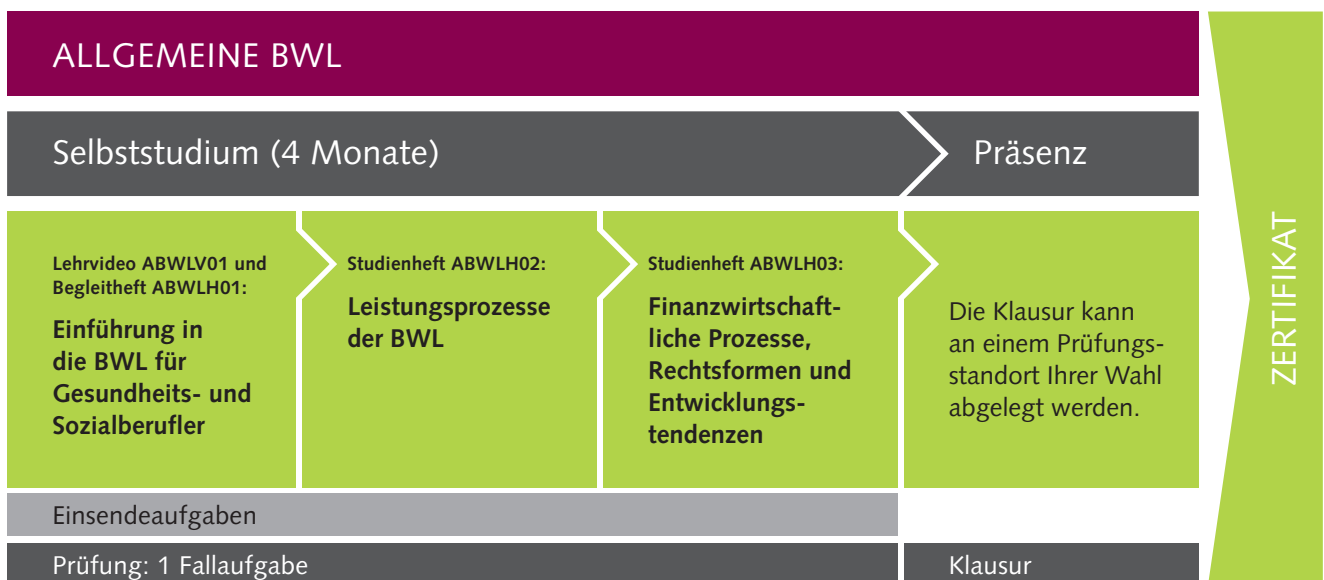 ALLGEMEINE BWL
Selbststudium (4 Monate)
Präsenz
Lehrvideo ABWLV01 und
Begleitheft ABWLH01:
Einführung in
die BWL für
Gesundheits- und
Sozialberufler
Studienheft ABWLH02:
Leistungsprozesse
der BWL
Studienheft ABWLH03:
Finanzwirtschaft-
liche Prozesse,
Rechtsformen und
Entwicklungs-
tendenzen
Die Klausur kann
an einem Prüfungs-
standort Ihrer Wahl
abgelegt werden.
Einsendeaufgaben
Prüfung: 1 Fallaufgabe
Klausur
ZERTIFIKAT